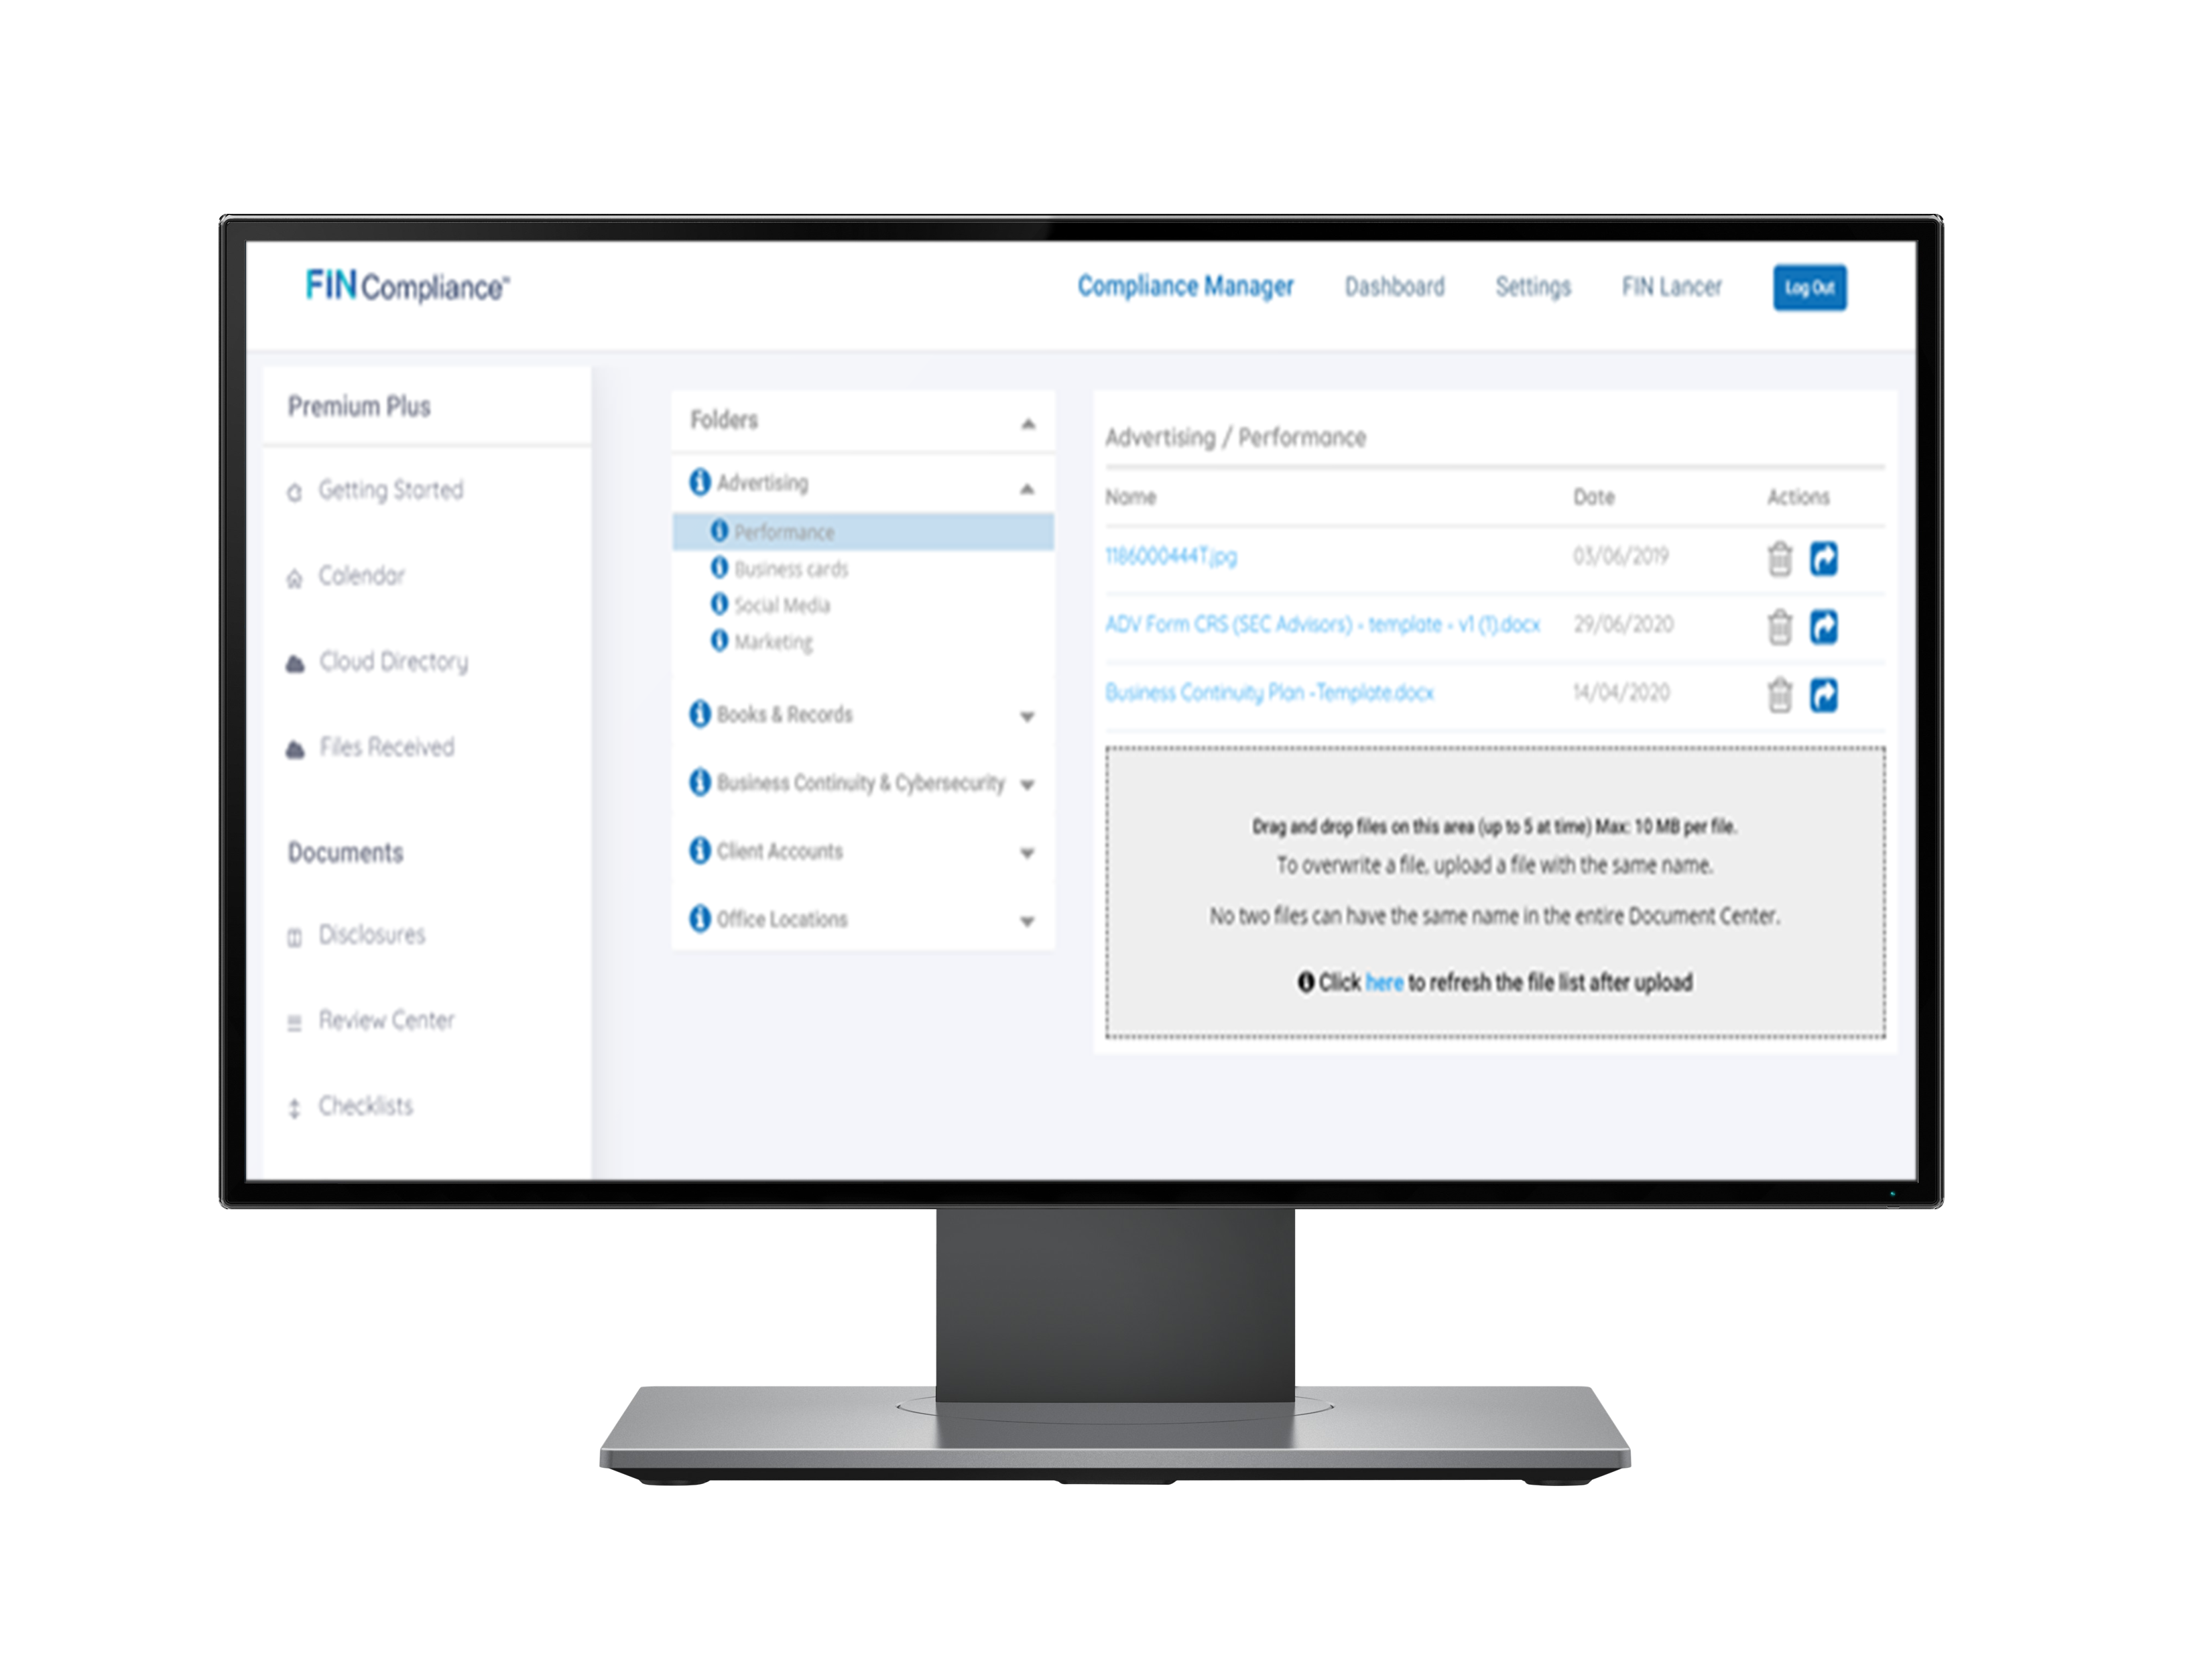 FIN Compliance™
Compliance Manager Dashboard Settings FIN Lancer Log Out
Premium Plus
Getting Started
Calendar
Cloud Directory
Files Received
Documents
Disclosures
Review Center
Checklists
Folders
Advertising
Performance
Business cards
Social Media
Marketing
Books & Records
Business Continuity & Cybersecurity
Client Accounts
Office Locations
Advertising / Performance
Name Date Actions
1186000444T.jpg 03/06/2019
ADV Form CRS (SEC Advisors) - template - v1 (1).docx 29/06/2020
Business Continuity Plan -Template.docx 14/04/2020
Drag and drop files on this area (up to 5 at time) Max: 10 MB per file.
To overwrite a file, upload a file with the same name.
No two files can have the same name in the entire Document Center.
Click here to refresh the file list after upload